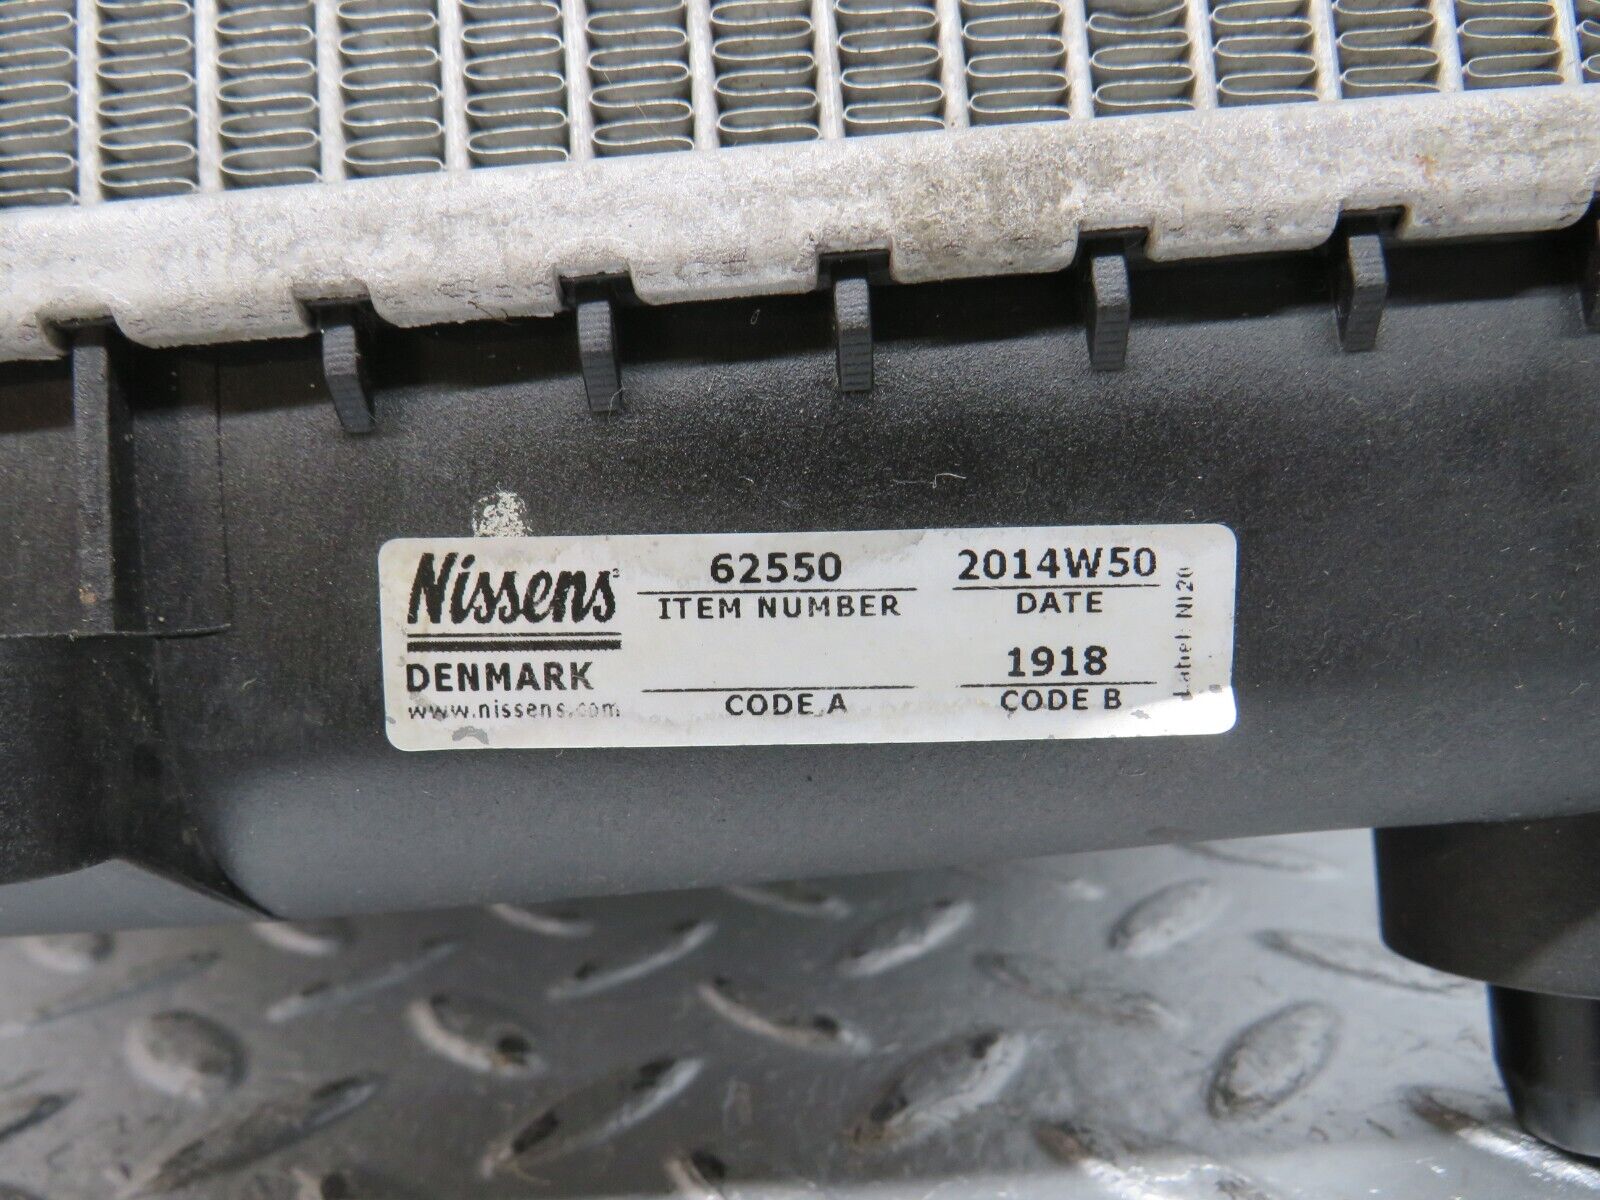 Nissens
DENMARK
www.nissens.com
62550
ITEM NUMBER
CODE A
2014W50
DATE
1918
CODE B
Label: NI20